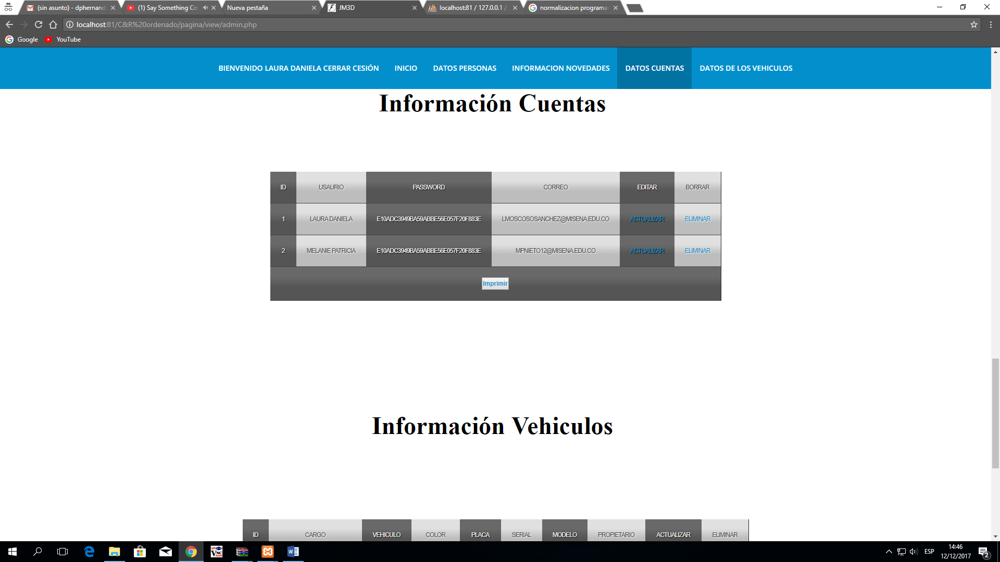 (sin asunto) - dphernand
(1) Say Something Co
Nueva pestaña
JM3D
localhost:81 / 127.0.0.1 /
normalizacion programa
localhost:81/C&R%20ordenado/pagina/view/admin.php
Google
YouTube
BIENVENIDO LAURA DANIELA CERRAR CESIÓN INICIO DATOS PERSONAS INFORMACION NOVEDADES DATOS CUENTAS DATOS DE LOS VEHICULOS
Información Cuentas
ID USAURIO PASSWORD CORREO EDITAR BORRAR
1 LAURA DANIELA E10ADC3949BA59ABBE56E057F20F883E LMOSCOSOSANCHEZ@MISENA.EDU.CO ACTUALIZAR ELIMINAR
2 MELANIE PATRICIA E10ADC3949BA59ABBE56E057F20F883E MPNIETO12@MISENA.EDU.CO ACTUALIZAR ELIMINAR
Imprimir
Información Vehiculos
ID CARGO VEHICULO COLOR PLACA SERIAL MODELO PROPIETARIO ACTUALIZAR ELIMINAR
ESP
14:46
12/12/2017
2